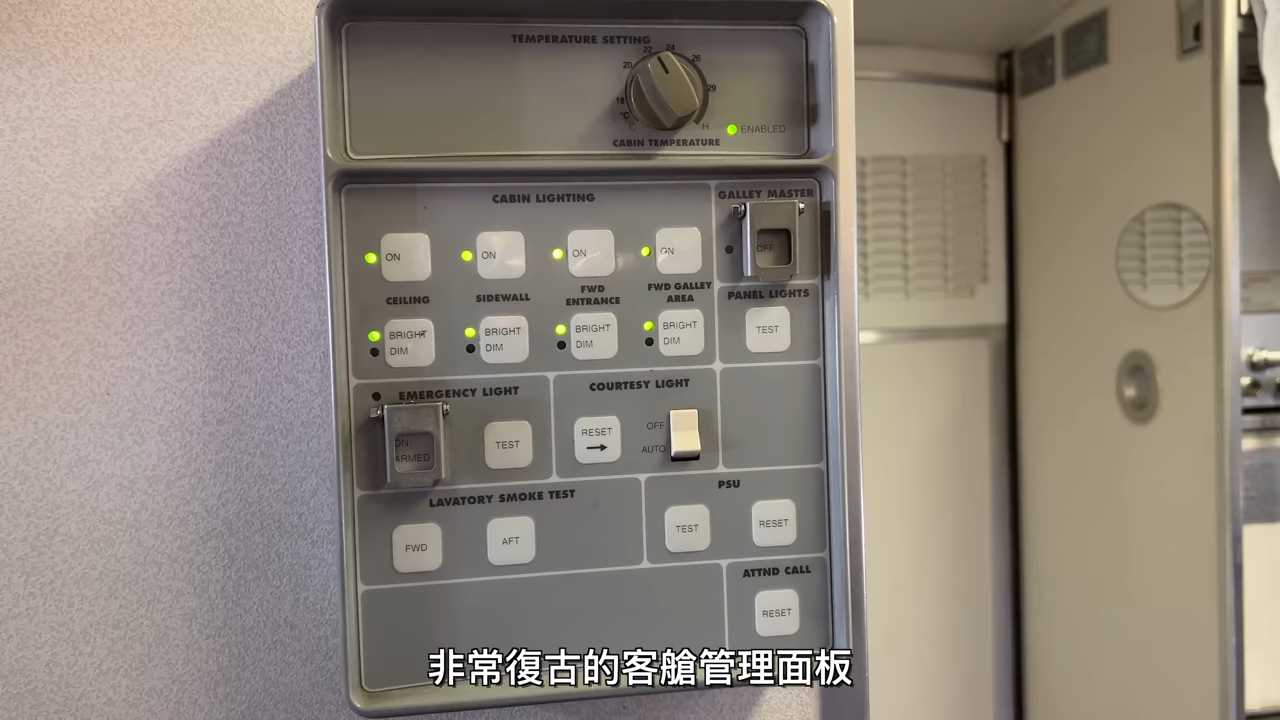 TEMPERATURE SETTING
22 24
20 26
18 29
°C
C H
ENABLED
CABIN TEMPERATURE
CABIN LIGHTING
GALLEY MASTER
ON ON ON ON
OFF
CEILING SIDEWALL FWD ENTRANCE FWD GALLEY AREA
PANEL LIGHTS
BRIGHT BRIGHT BRIGHT BRIGHT
DIM DIM DIM DIM
TEST
EMERGENCY LIGHT
COURTESY LIGHT
ON
ARMED
TEST
RESET
OFF
AUTO
LAVATORY SMOKE TEST
PSU
FWD AFT
TEST RESET
ATTND CALL
RESET
非常復古的客艙管理面板